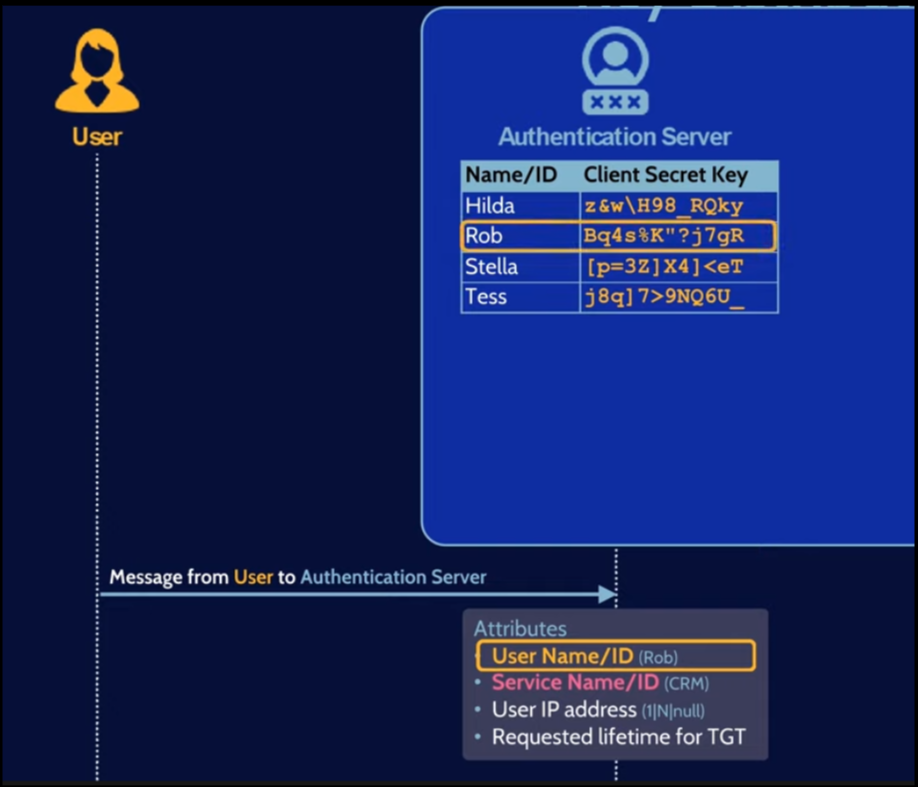 User
Authentication Server
Name/ID Client Secret Key
Hilda z&w\H98_RQky
Rob Bq4s%K"?j7gR
Stella [p=3Z]X4]<eT
Tess j8q]7>9NQ6U_
Message from User to Authentication Server
Attributes
• User Name/ID (Rob)
• Service Name/ID (CRM)
• User IP address (1|N|null)
• Requested lifetime for TGT